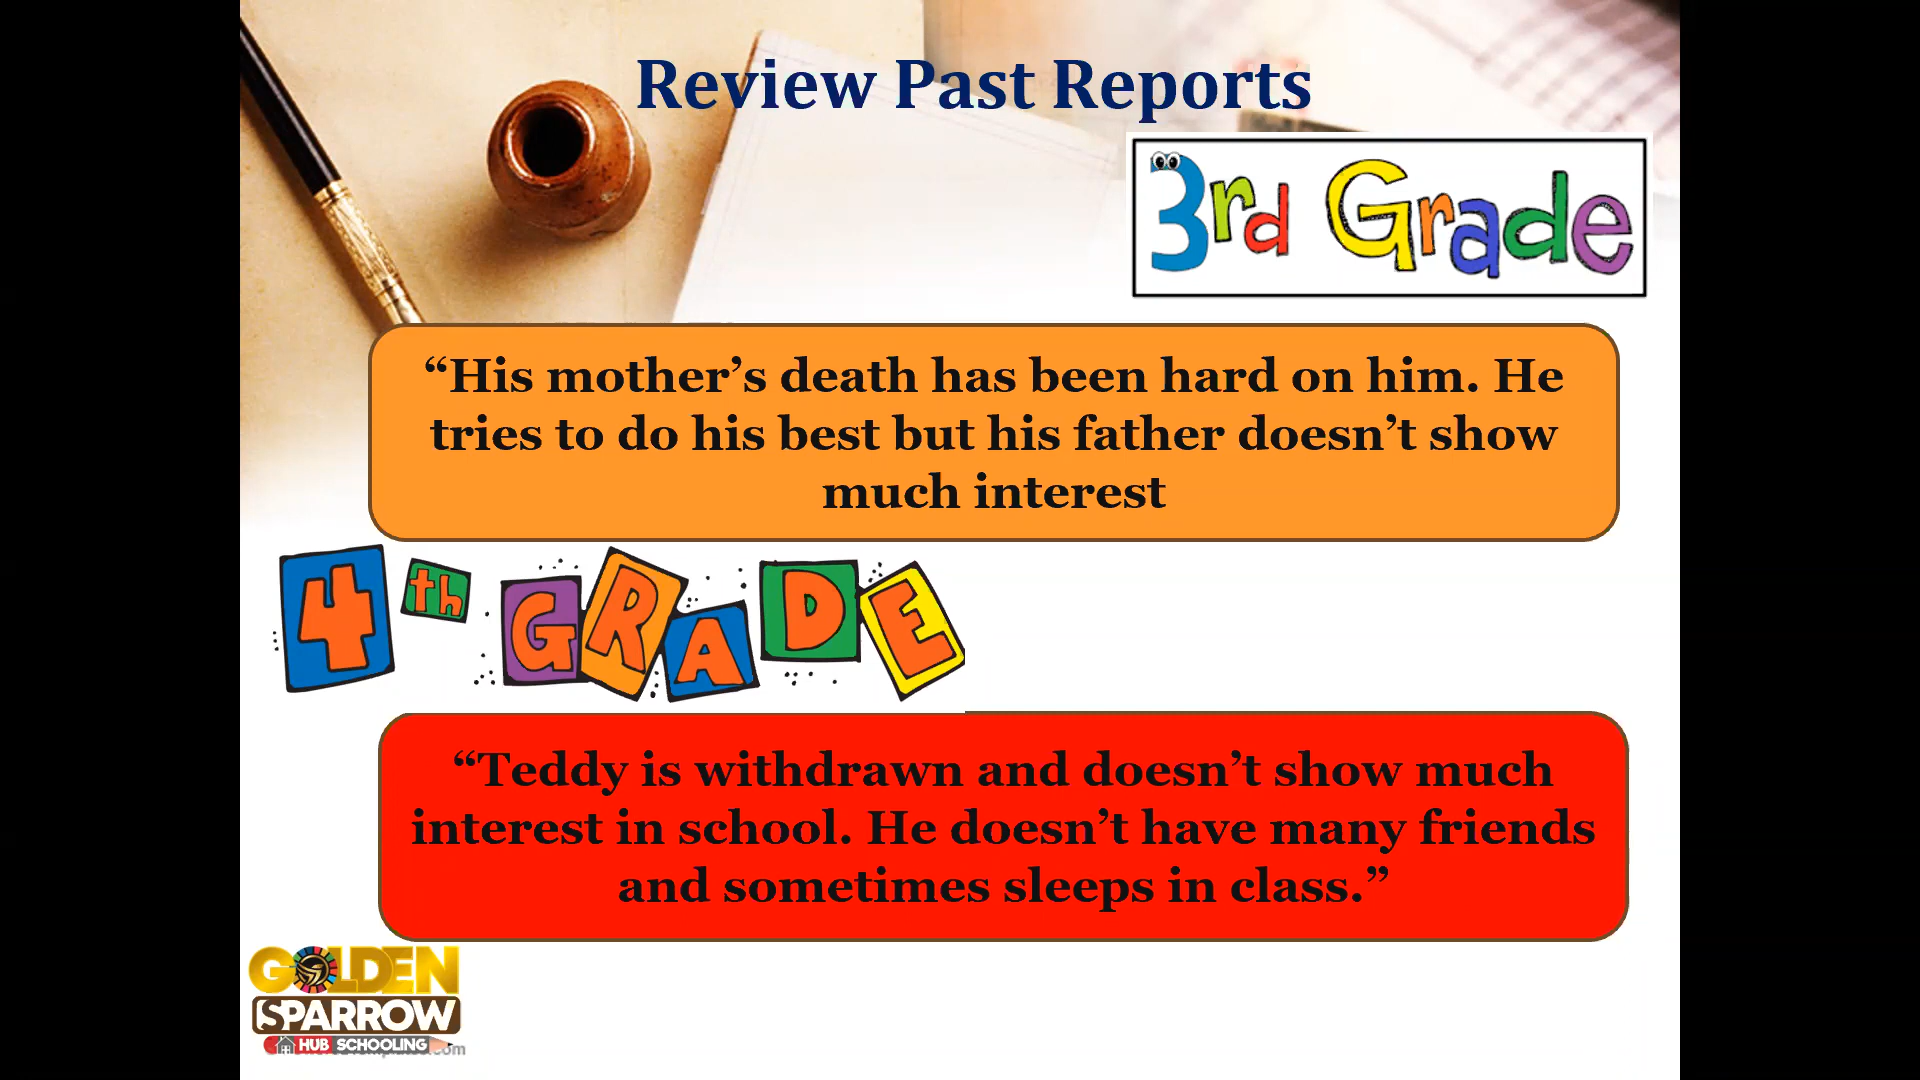 Review Past Reports
3rd Grade
“His mother’s death has been hard on him. He
tries to do his best but his father doesn’t show
much interest
4th GRADE
“Teddy is withdrawn and doesn’t show much
interest in school. He doesn’t have many friends
and sometimes sleeps in class.”
GOLDEN
SPARROW
HUB SCHOOLING